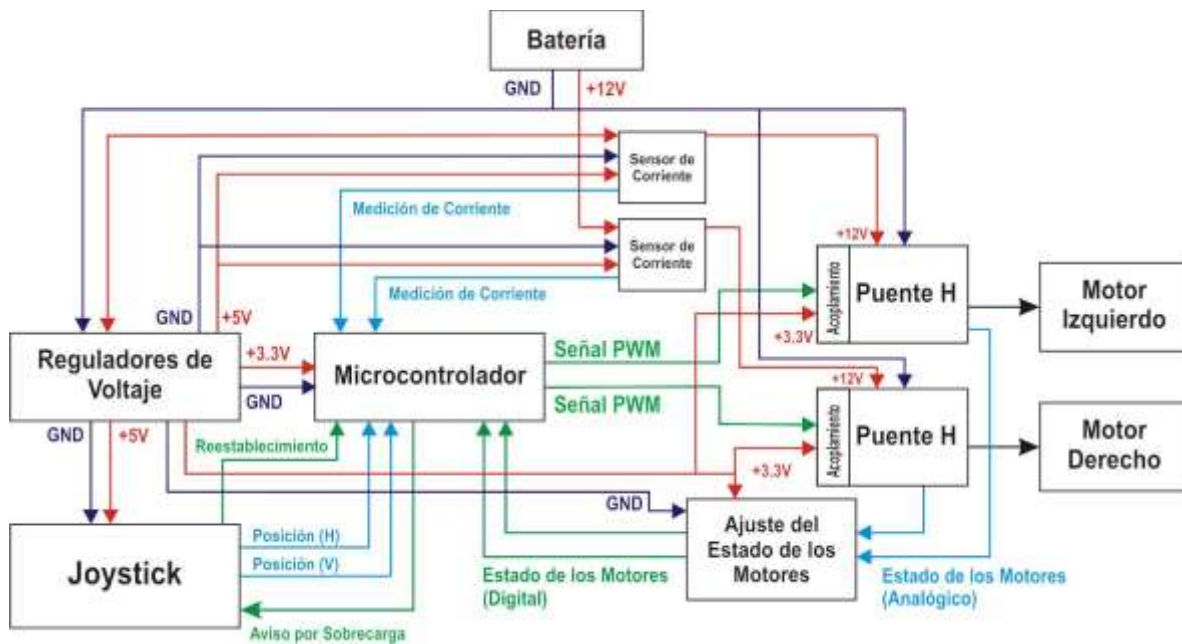 Batería
GND
+12V
Sensor de
Corriente
Medición de Corriente
Sensor de
Corriente
Medición de Corriente
GND
+5V
+12V
Acoplamiento
Puente H
+3.3V
Motor
Izquierdo
Reguladores de
Voltaje
+3.3V
GND
Microcontrolador
Señal PWM
Señal PWM
+12V
Acoplamiento
Puente H
+3.3V
Motor
Derecho
GND
+5V
Reestablecimiento
GND
Joystick
Posición (H)
Posición (V)
Aviso por Sobrecarga
Ajuste del
Estado de los
Motores
Estado de los Motores
(Digital)
Estado de los Motores
(Analógico)